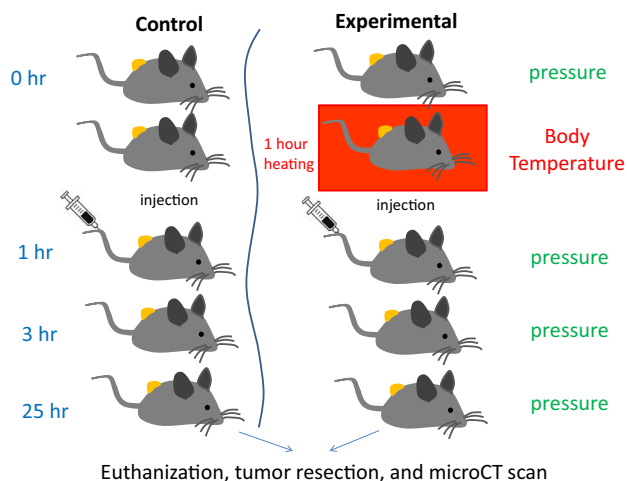 Control
Experimental
0 hr
pressure
1 hour
heating
Body
Temperature
injection
injection
1 hr
pressure
3 hr
pressure
25 hr
pressure
Euthanization, tumor resection, and microCT scan